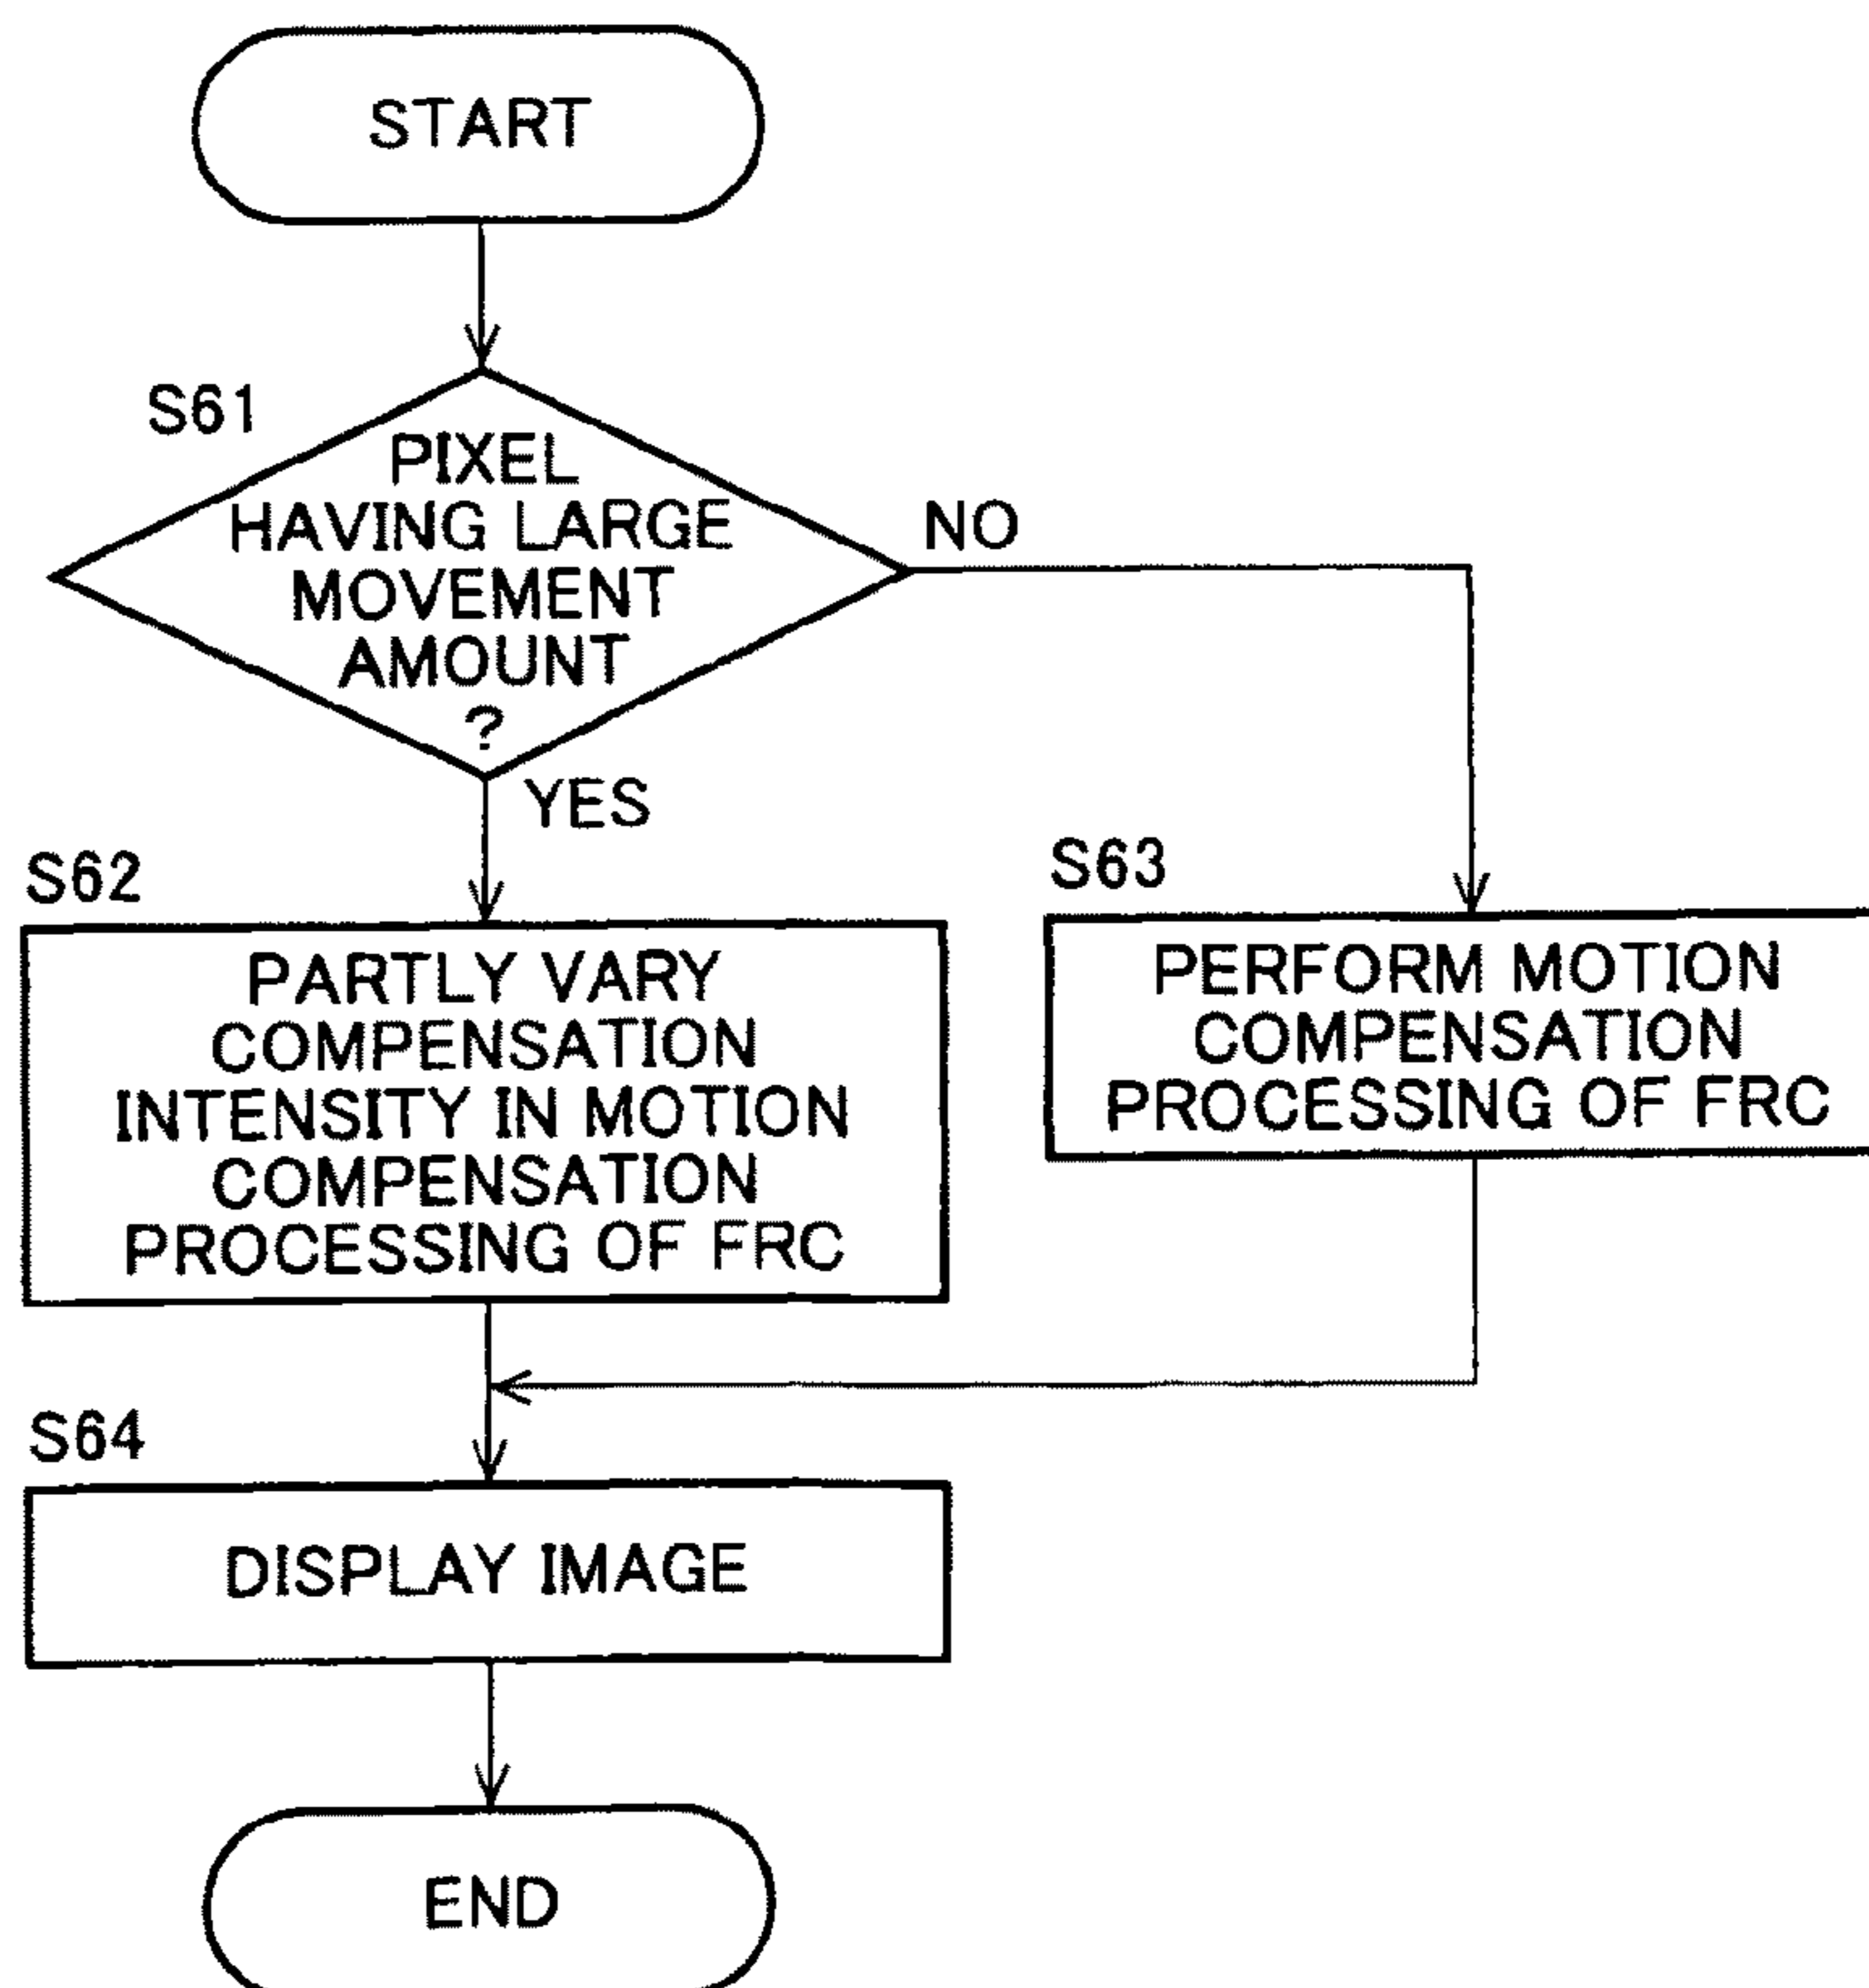 START
S61
PIXEL
HAVING LARGE
MOVEMENT
AMOUNT
?
NO
YES
S62
PARTLY VARY
COMPENSATION
INTENSITY IN MOTION
COMPENSATION
PROCESSING OF FRC
S63
PERFORM MOTION
COMPENSATION
PROCESSING OF FRC
S64
DISPLAY IMAGE
END